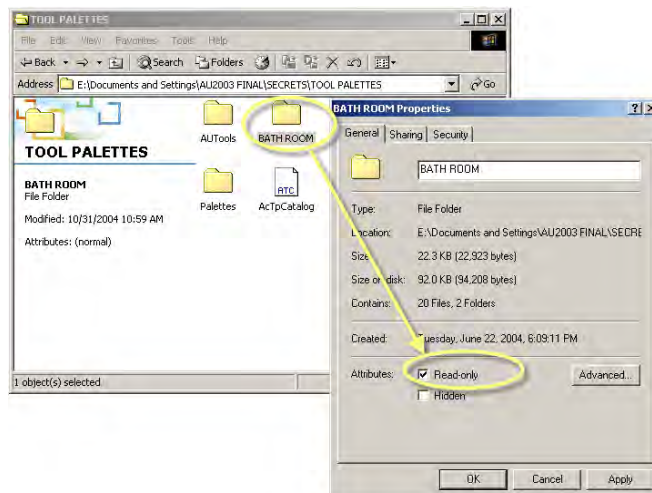 TOOL PALETTES
File Edit View Favorites Tools Help
Back Search Folders
Address E:\Documents and Settings\AU2003 FINAL\SECRETS\TOOL PALETTES Go
TOOL PALETTES
BATH ROOM
File Folder
Modified: 10/31/2004 10:59 AM
Attributes: (normal)
AUTools BATH ROOM
Palettes AcTpCatalog
ATC
1 object(s) selected
BATH ROOM Properties
General Sharing Security
BATH ROOM
Type: File Folder
Location: E:\Documents and Settings\AU2003 FINAL\SECRE
Size: 22.3 KB (22,923 bytes)
Size on disk: 92.0 KB (94,208 bytes)
Contains: 20 Files, 2 Folders
Created: Tuesday, June 22, 2004, 6:09:11 PM
Attributes: Read-only Advanced...
Hidden
OK Cancel Apply